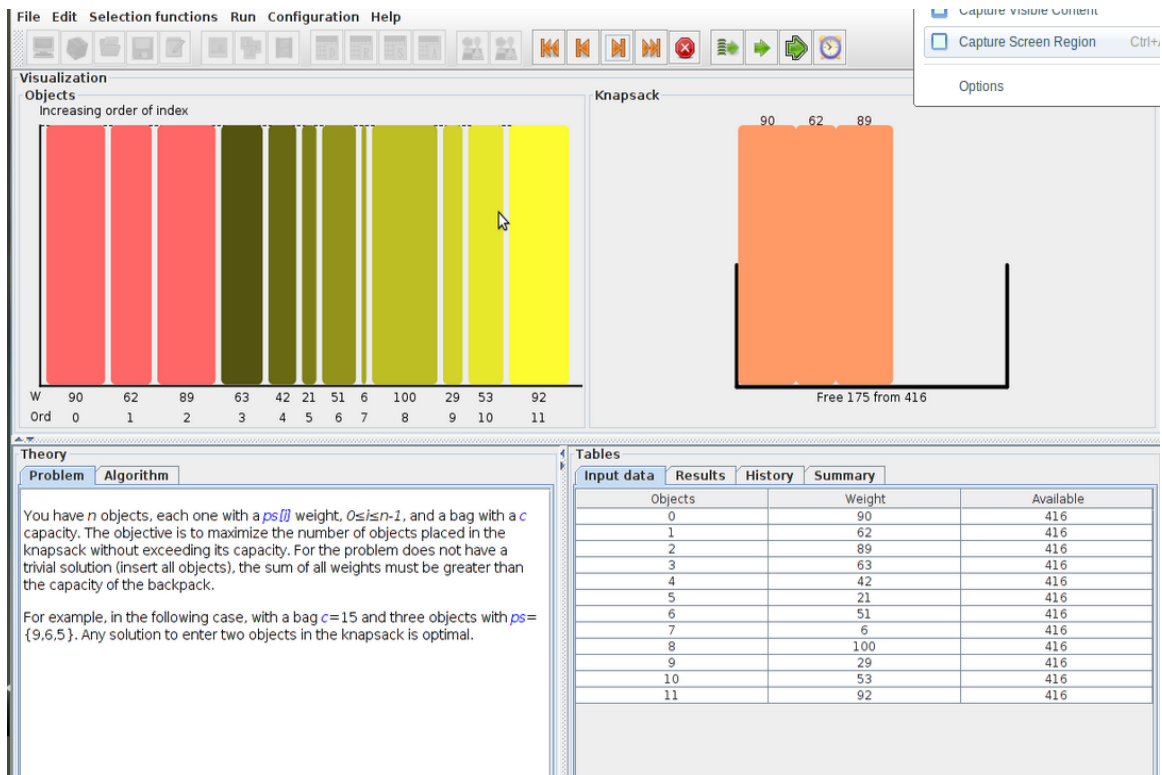 File Edit Selection functions Run Configuration Help
Capture Visible Content
Capture Screen Region Ctrl+
Options
Visualization
Objects
Increasing order of index
W 90 62 89 63 42 21 51 6 100 29 53 92
Ord 0 1 2 3 4 5 6 7 8 9 10 11
Knapsack
90 62 89
Free 175 from 416
Theory
Problem Algorithm
You have n objects, each one with a ps[i] weight, 0≤i≤n-1, and a bag with a c
capacity. The objective is to maximize the number of objects placed in the
knapsack without exceeding its capacity. For the problem does not have a
trivial solution (insert all objects), the sum of all weights must be greater than
the capacity of the backpack.
For example, in the following case, with a bag c=15 and three objects with ps=
{9,6,5}. Any solution to enter two objects in the knapsack is optimal.
Tables
Input data Results History Summary
Objects Weight Available
0 90 416
1 62 416
2 89 416
3 63 416
4 42 416
5 21 416
6 51 416
7 6 416
8 100 416
9 29 416
10 53 416
11 92 416